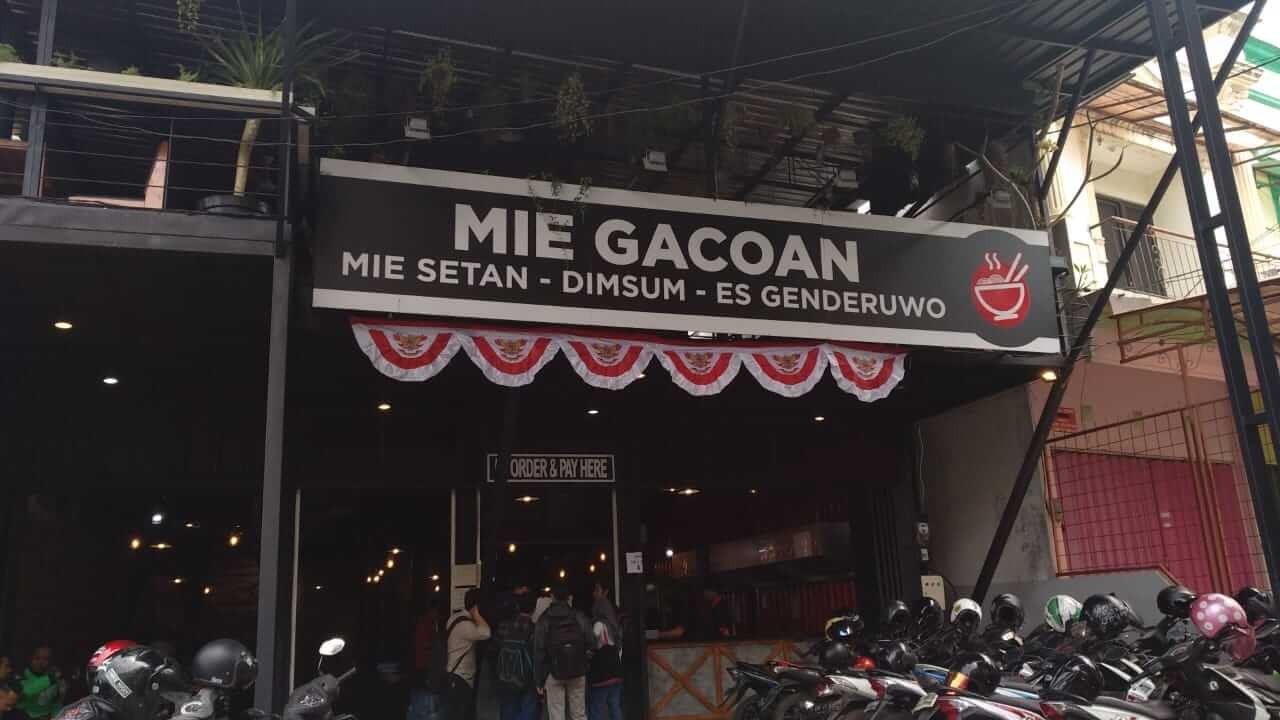 MIE GACOAN
MIE SETAN - DIMSUM - ES GENDERUWO
ORDER & PAY HERE